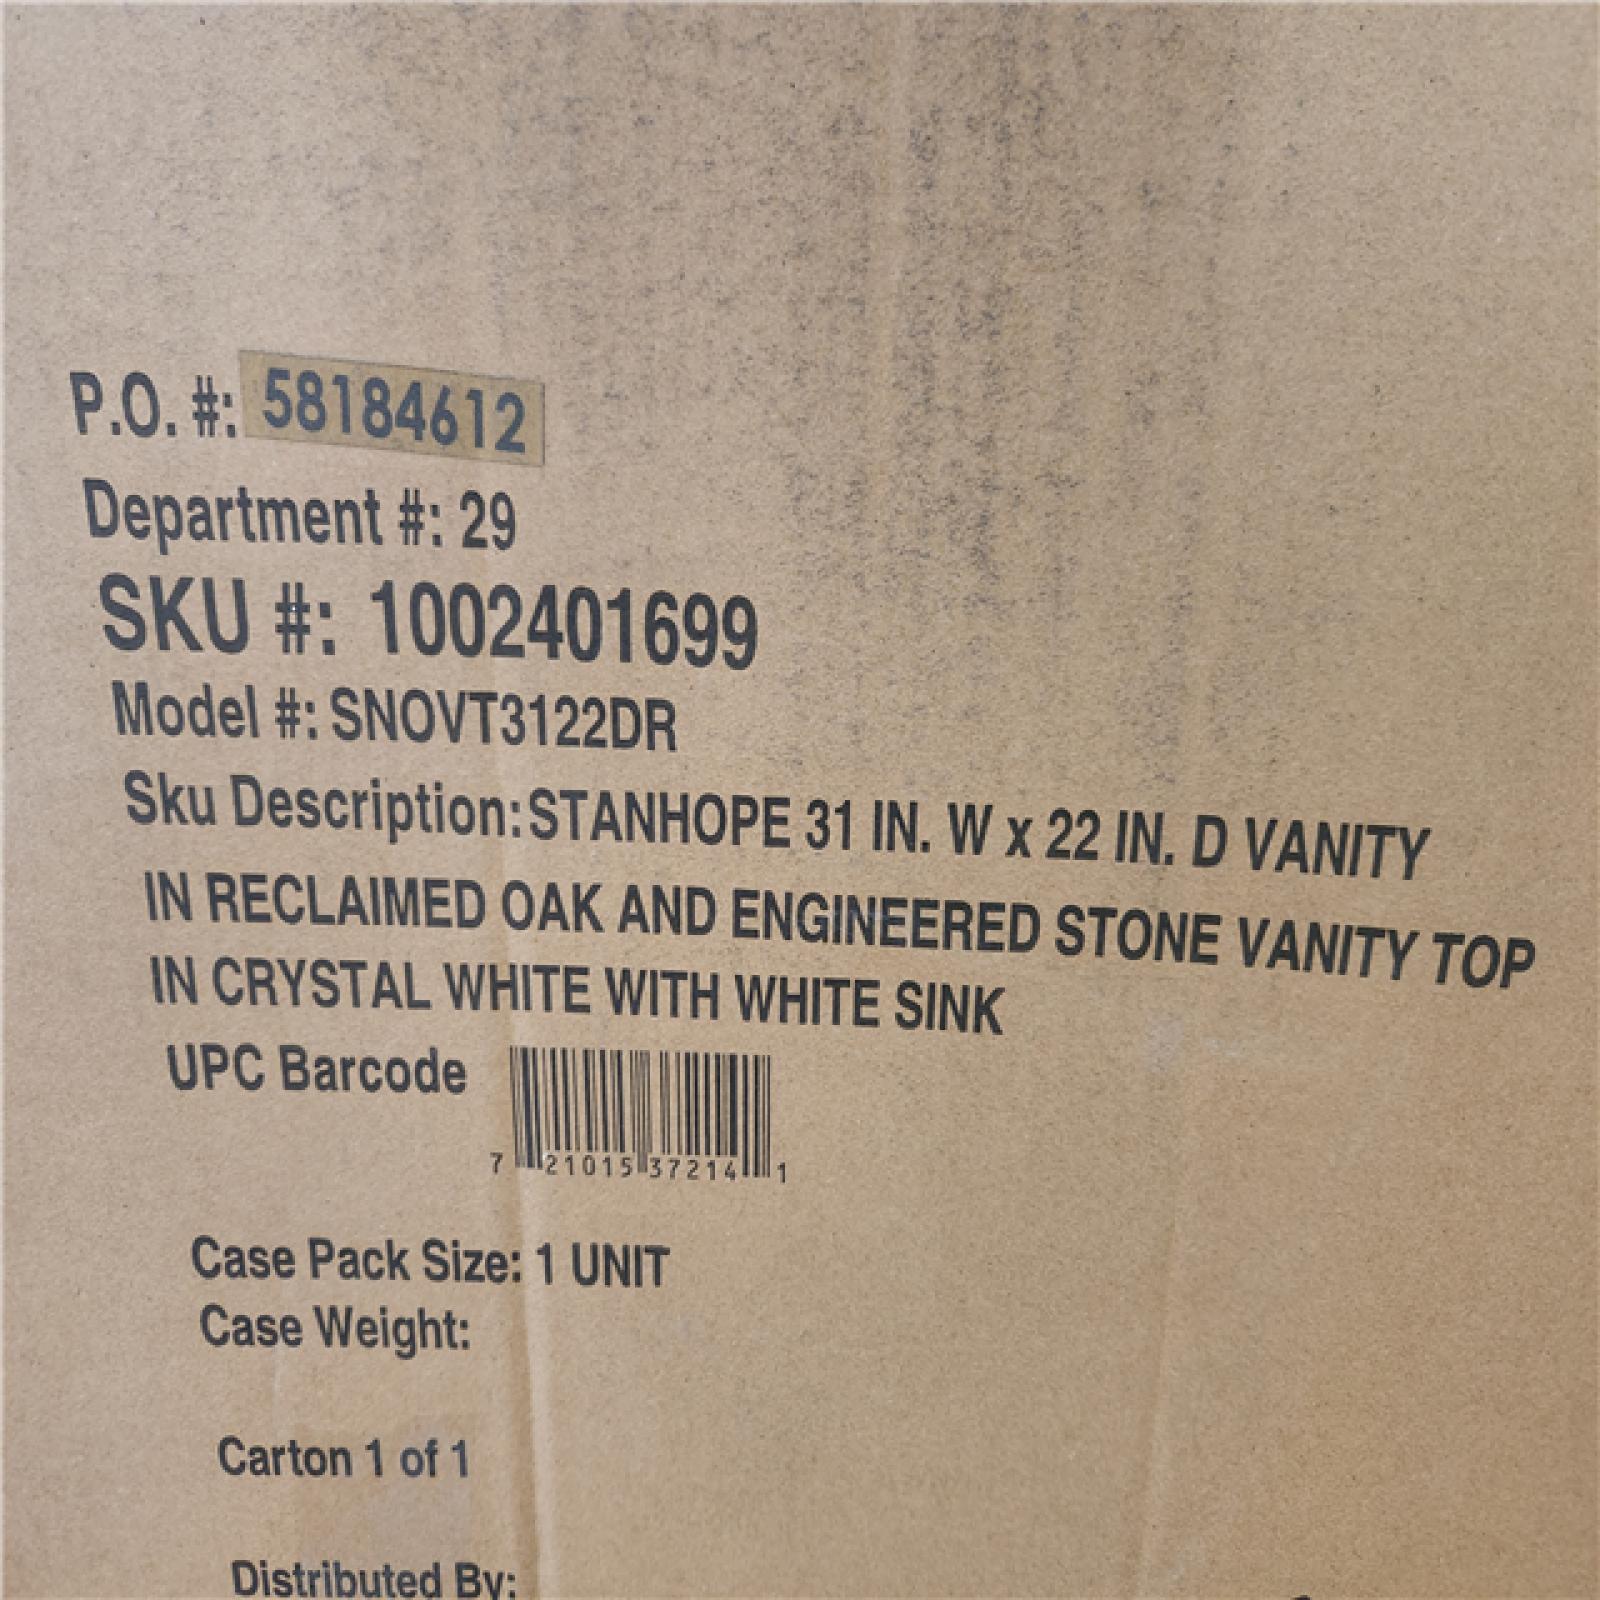 P.O. #: 58184612
Department #: 29
SKU #: 1002401699
Model #: SNOVT3122DR
Sku Description: STANHOPE 31 IN. W x 22 IN. D VANITY
IN RECLAIMED OAK AND ENGINEERED STONE VANITY TOP
IN CRYSTAL WHITE WITH WHITE SINK
UPC Barcode
7 21015 37214 1
Case Pack Size: 1 UNIT
Case Weight:
Carton 1 of 1
Distributed By: